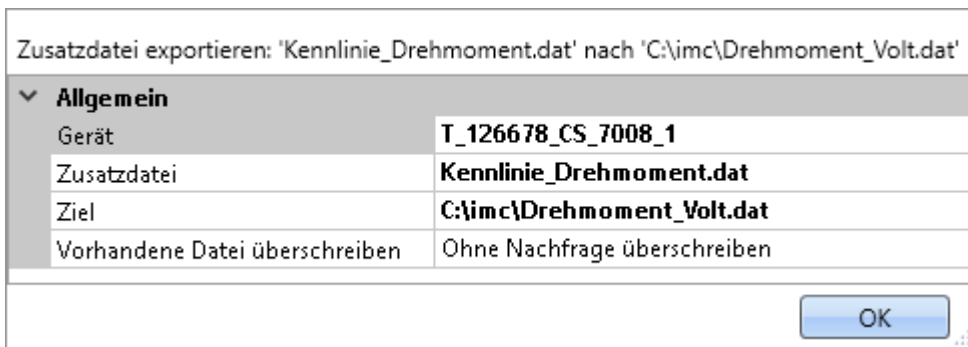 Zusatzdatei exportieren: 'Kennlinie_Drehmoment.dat' nach 'C:\imc\Drehmoment_Volt.dat'
Allgemein
Gerät T_126678_CS_7008_1
Zusatzdatei Kennlinie_Drehmoment.dat
Ziel C:\imc\Drehmoment_Volt.dat
Vorhandene Datei überschreiben Ohne Nachfrage überschreiben
OK